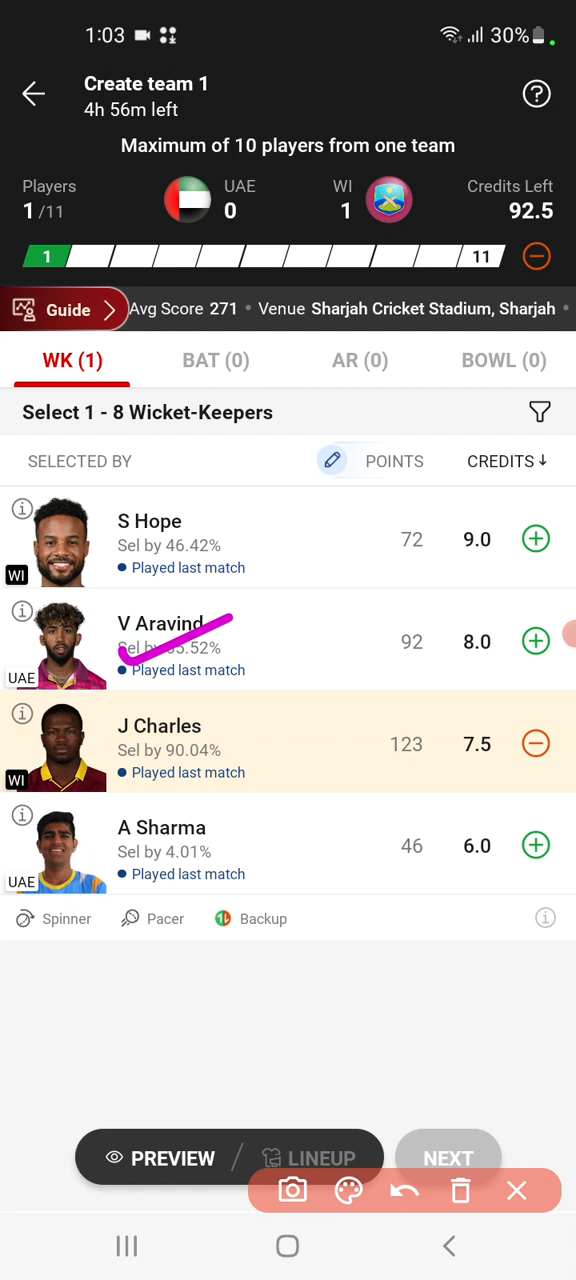 1:03
30%
Create team 1
4h 56m left
Maximum of 10 players from one team
Players
1/11
UAE
0
WI
1
Credits Left
92.5
1
11
Guide
Avg Score 271 • Venue Sharjah Cricket Stadium, Sharjah •
WK (1)
BAT (0)
AR (0)
BOWL (0)
Select 1 - 8 Wicket-Keepers
SELECTED BY
POINTS
CREDITS↓
S Hope
Sel by 46.42%
Played last match
WI
72
9.0
V Aravind
Sel by
Played last match
UAE
92
8.0
J Charles
Sel by 90.04%
Played last match
WI
123
7.5
A Sharma
Sel by 4.01%
Played last match
UAE
46
6.0
Spinner
Pacer
Backup
PREVIEW
LINEUP
NEXT